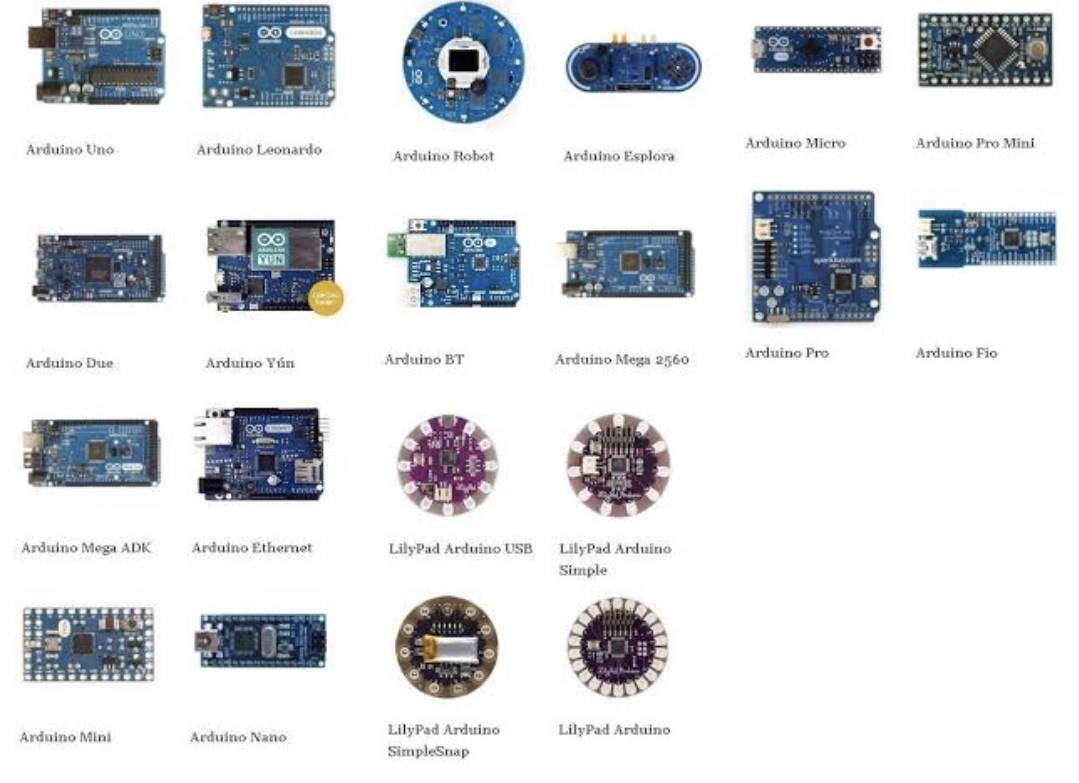 Arduino Uno
Arduino Leonardo
Arduino Robot
Arduino Esplora
Arduino Micro
Arduino Pro Mini
Arduino Due
Arduino Yún
Arduino BT
Arduino Mega 2560
Arduino Pro
Arduino Fio
Arduino Mega ADK
Arduino Ethernet
LilyPad Arduino USB
LilyPad Arduino
Simple
Arduino Mini
Arduino Nano
LilyPad Arduino
SimpleSnap
LilyPad Arduino
UNO
YUN